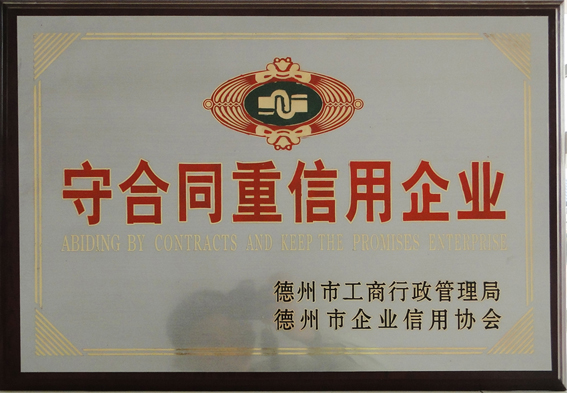 守合同重信用企业
ABIDING BY CONTRACTS AND KEEP THE PROMISES ENTERPRISE
德州市工商行政管理局
德州市企业信用协会